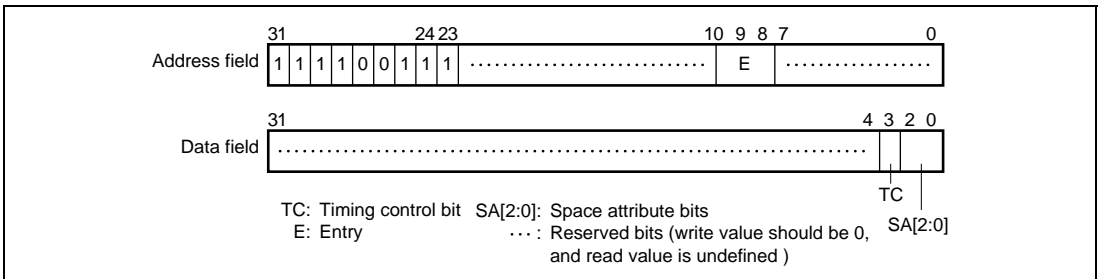 31 24 23 10 9 8 7 0
Address field 1 1 1 1 0 0 1 1 1 ⋯ E ⋯
31 4 3 2 0
Data field ⋯
TC
SA[2:0]
TC: Timing control bit SA[2:0]: Space attribute bits
E: Entry ⋯ : Reserved bits (write value should be 0,
and read value is undefined )